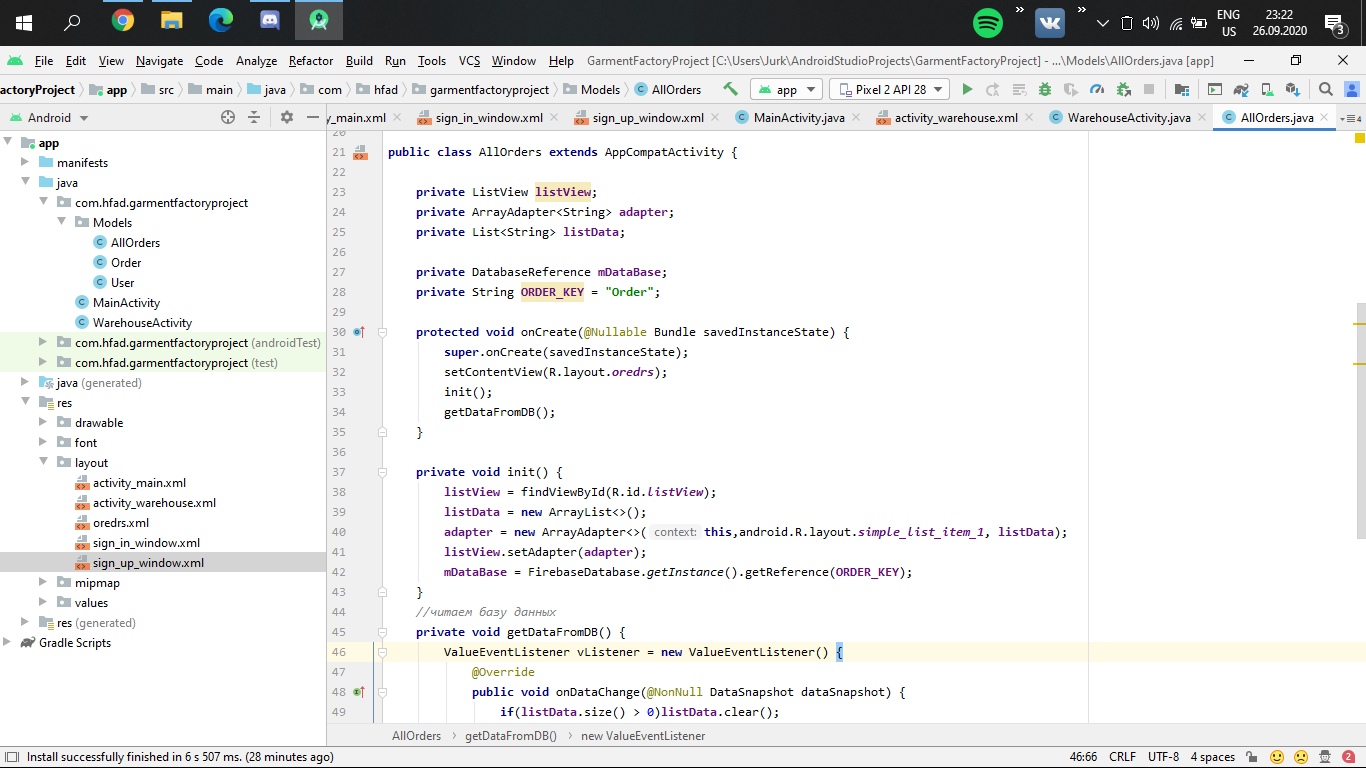 ENG
US
23:22
26.09.2020
3
File Edit View Navigate Code Analyze Refactor Build Run Tools VCS Window Help GarmentFactoryProject [C:\Users\Jurk\AndroidStudioProjects\GarmentFactoryProject] - ...\Models\AllOrders.java [app]
actoryProject app src main java com hfad garmentfactoryproject Models AllOrders app Pixel 2 API 28
Android y_main.xml sign_in_window.xml sign_up_window.xml MainActivity.java activity_warehouse.xml WarehouseActivity.java AllOrders.java 4
app
manifests
java
com.hfad.garmentfactoryproject
Models
AllOrders
Order
User
MainActivity
WarehouseActivity
com.hfad.garmentfactoryproject (androidTest)
com.hfad.garmentfactoryproject (test)
java (generated)
res
drawable
font
layout
activity_main.xml
activity_warehouse.xml
oredrs.xml
sign_in_window.xml
sign_up_window.xml
mipmap
values
res (generated)
Gradle Scripts
20
21 public class AllOrders extends AppCompatActivity {
22
23 private ListView listView;
24 private ArrayAdapter<String> adapter;
25 private List<String> listData;
26
27 private DatabaseReference mDataBase;
28 private String ORDER_KEY = "Order";
29
30 protected void onCreate(@Nullable Bundle savedInstanceState) {
31 super.onCreate(savedInstanceState);
32 setContentView(R.layout.oredrs);
33 init();
34 getDataFromDB();
35 }
36
37 private void init() {
38 listView = findViewById(R.id.listView);
39 listData = new ArrayList<>();
40 adapter = new ArrayAdapter<>( context: this,android.R.layout.simple_list_item_1, listData);
41 listView.setAdapter(adapter);
42 mDataBase = FirebaseDatabase.getInstance().getReference(ORDER_KEY);
43 }
44 //читаем базу данных
45 private void getDataFromDB() {
46 ValueEventListener vListener = new ValueEventListener() {
47 @Override
48 public void onDataChange(@NonNull DataSnapshot dataSnapshot) {
49 if(listData.size() > 0)listData.clear();
AllOrders getDataFromDB() new ValueEventListener
Install successfully finished in 6 s 507 ms. (28 minutes ago) 46:66 CRLF UTF-8 4 spaces 2